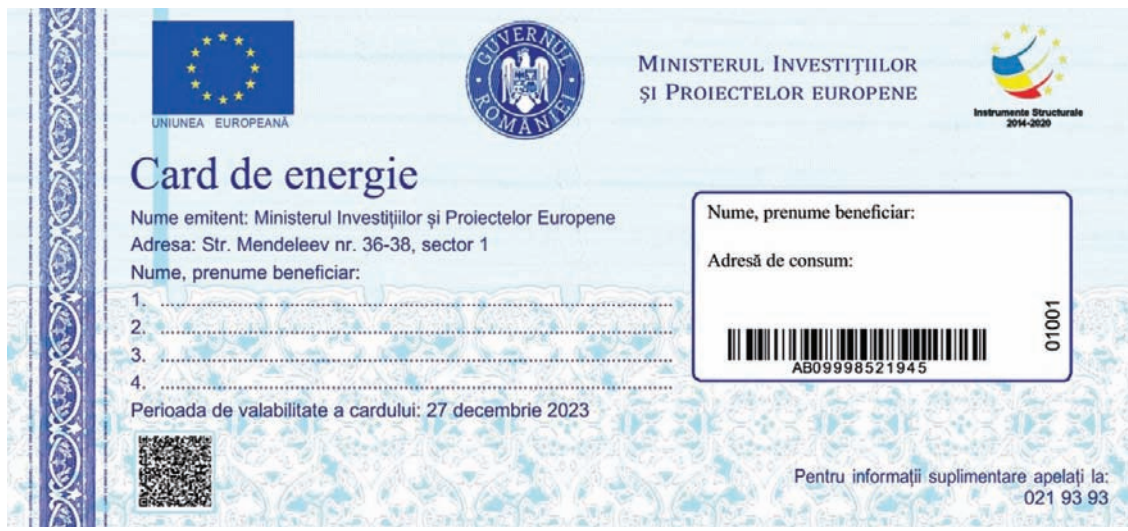 UNIUNEA EUROPEANĂ
GUVERNUL ROMÂNIEI
MINISTERUL INVESTIȚIILOR
ȘI PROIECTELOR EUROPENE
Instrumente Structurale
2014-2020
Card de energie
Nume emitent: Ministerul Investițiilor și Proiectelor Europene
Adresa: Str. Mendeleev nr. 36-38, sector 1
Nume, prenume beneficiar:
1. ....................................................................................
2. ....................................................................................
3. ....................................................................................
4. ....................................................................................
Perioada de valabilitate a cardului: 27 decembrie 2023
Nume, prenume beneficiar:
Adresă de consum:
AB09998521945
01001
Pentru informații suplimentare apelați la:
021 93 93